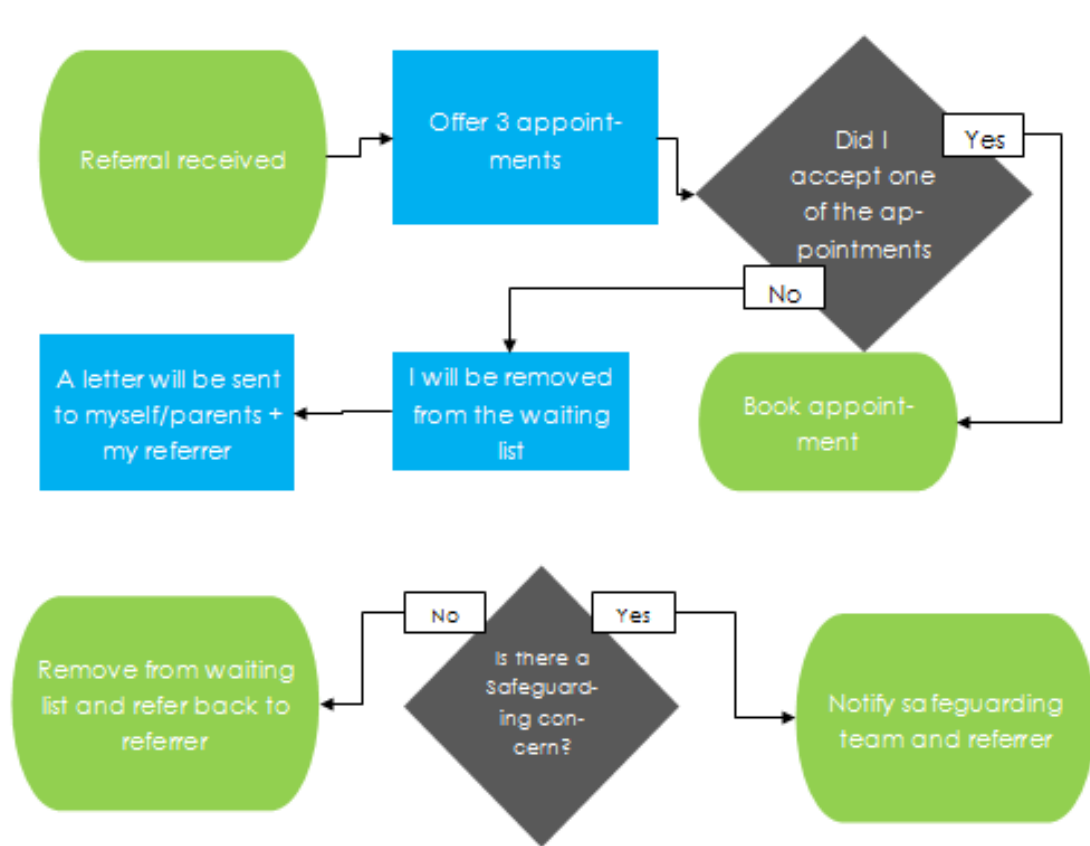 Referral received
Offer 3 appoint-
ments
Did I
accept one
of the ap-
pointments
Yes
No
A letter will be sent
to myself/parents +
my referrer
I will be removed
from the waiting
list
Book appoint-
ment
No
Yes
Is there a
Safeguard-
ing con-
cern?
Remove from waiting
list and refer back to
referrer
Notify safeguarding
team and referrer